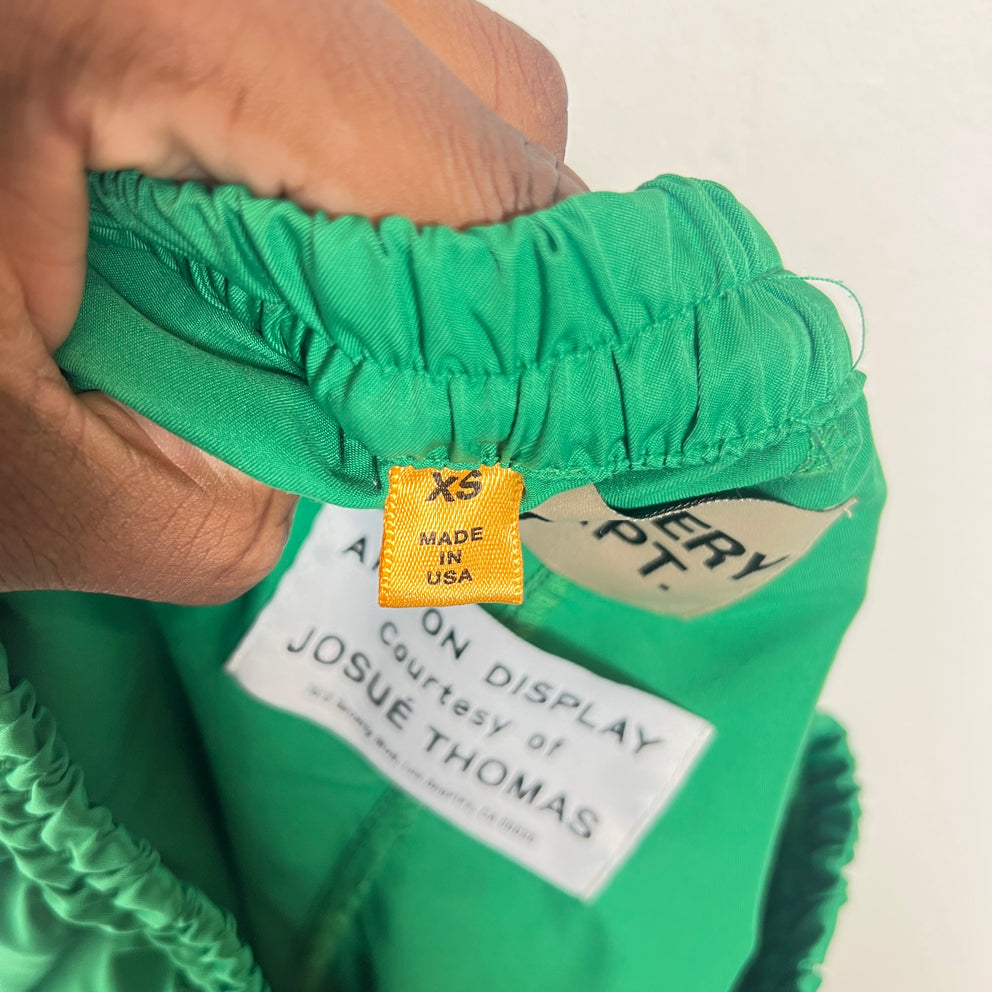 XS
MADE
IN
USA
ERY
PT.
A
ON DISPLAY
Courtesy of
JOSUÉ THOMAS